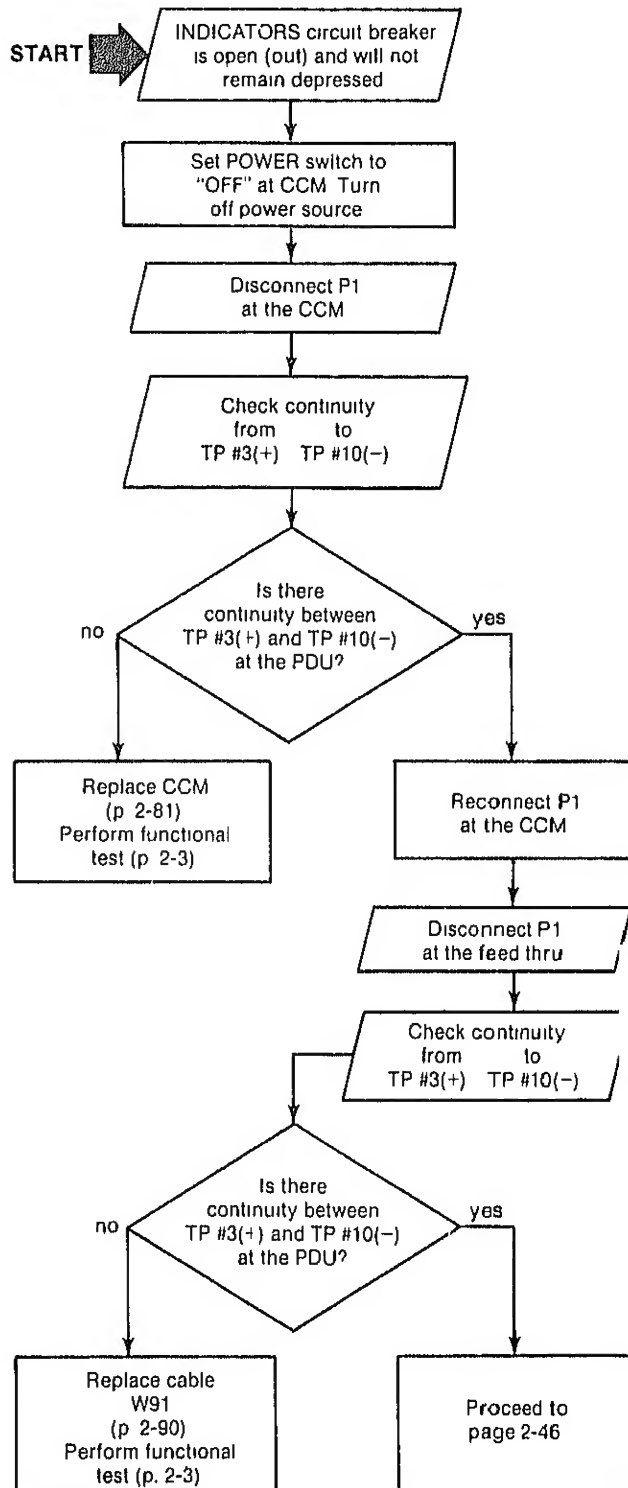 START
INDICATORS circuit breaker
is open (out) and will not
remain depressed
Set POWER switch to
"OFF" at CCM Turn
off power source
Disconnect P1
at the CCM
Check continuity
from to
TP #3(+) TP #10(−)
Is there
continuity between
TP #3(+) and TP #10(−)
at the PDU?
no
yes
Replace CCM
(p 2-81)
Perform functional
test (p 2-3)
Reconnect P1
at the CCM
Disconnect P1
at the feed thru
Check continuity
from to
TP #3(+) TP #10(−)
Is there
continuity between
TP #3(+) and TP #10(−)
at the PDU?
no
yes
Replace cable
W91
(p 2-90)
Perform functional
test (p. 2-3)
Proceed to
page 2-46